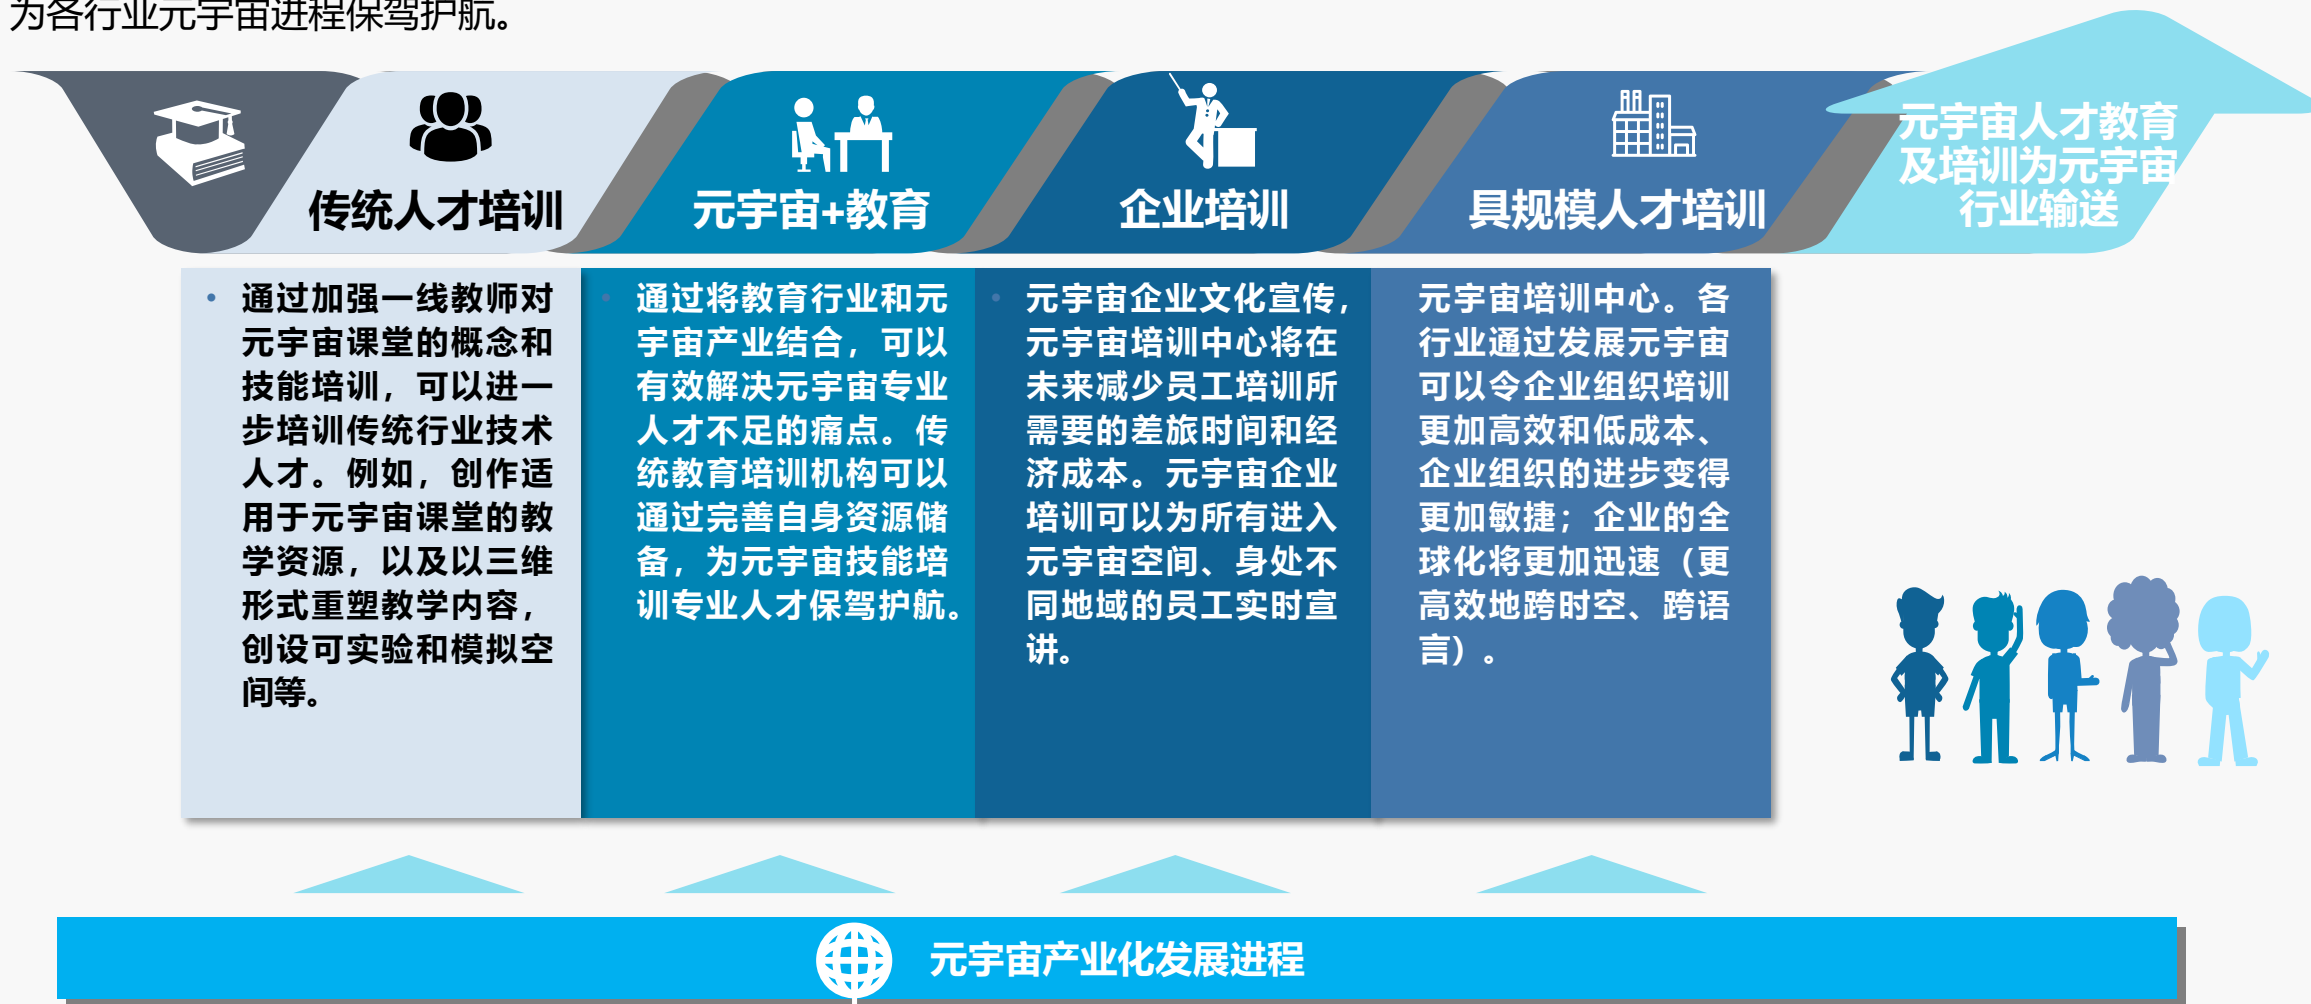 为各行业元宇宙进程保驾护航。
传统人才培训
元宇宙+教育
企业培训
具规模人才培训
元宇宙人才教育
及培训为元宇宙
行业输送
• 通过加强一线教师对
元宇宙课堂的概念和
技能培训，可以进一
步培训传统行业技术
人才。例如，创作适
用于元宇宙课堂的教
学资源，以及以三维
形式重塑教学内容，
创设可实验和模拟空
间等。
• 通过将教育行业和元
宇宙产业结合，可以
有效解决元宇宙专业
人才不足的痛点。传
统教育培训机构可以
通过完善自身资源储
备，为元宇宙技能培
训专业人才保驾护航。
• 元宇宙企业文化宣传，
元宇宙培训中心将在
未来减少员工培训所
需要的差旅时间和经
济成本。元宇宙企业
培训可以为所有进入
元宇宙空间、身处不
同地域的员工实时宣
讲。
元宇宙培训中心。各
行业通过发展元宇宙
可以令企业组织培训
更加高效和低成本、
企业组织的进步变得
更加敏捷；企业的全
球化将更加迅速（更
高效地跨时空、跨语
言）。
元宇宙产业化发展进程